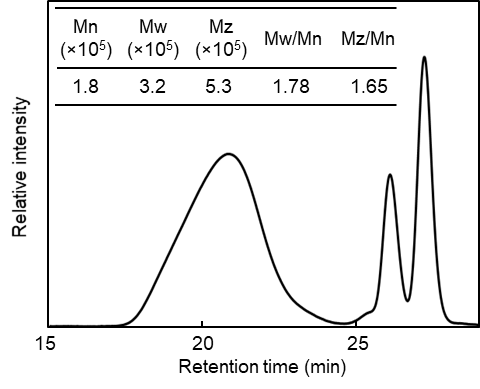 Mn Mw Mz Mw/Mn Mz/Mn
(×10⁵) (×10⁵) (×10⁵)
1.8 3.2 5.3 1.78 1.65
Relative intensity
15 20 25
Retention time (min)